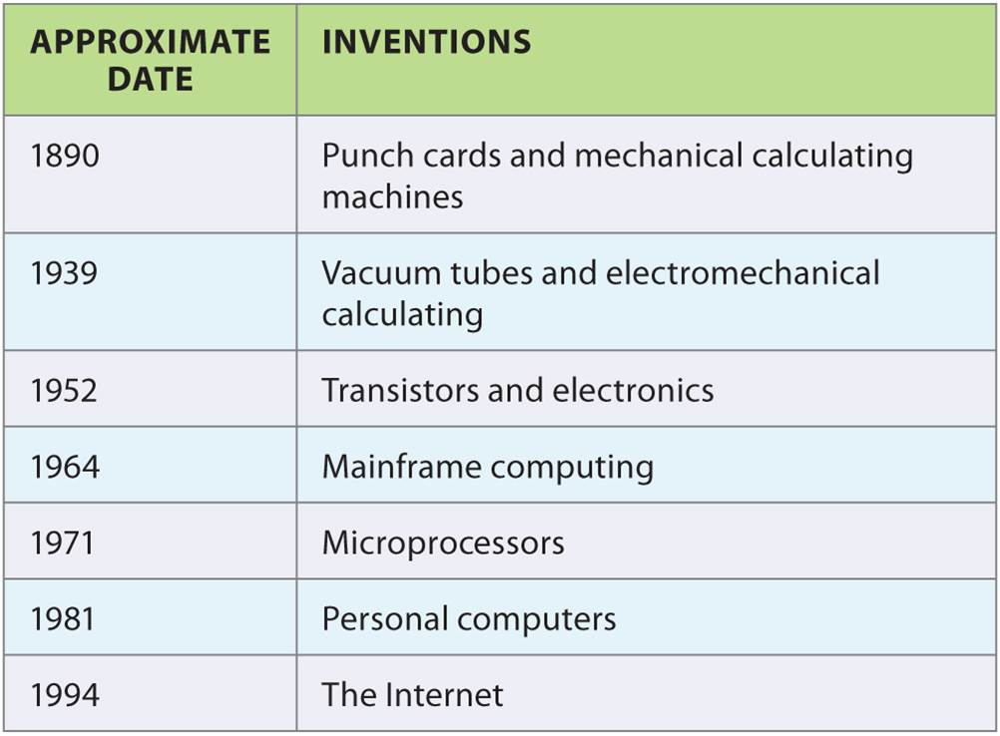 APPROXIMATE
DATE
INVENTIONS
1890
Punch cards and mechanical calculating
machines
1939
Vacuum tubes and electromechanical
calculating
1952
Transistors and electronics
1964
Mainframe computing
1971
Microprocessors
1981
Personal computers
1994
The Internet